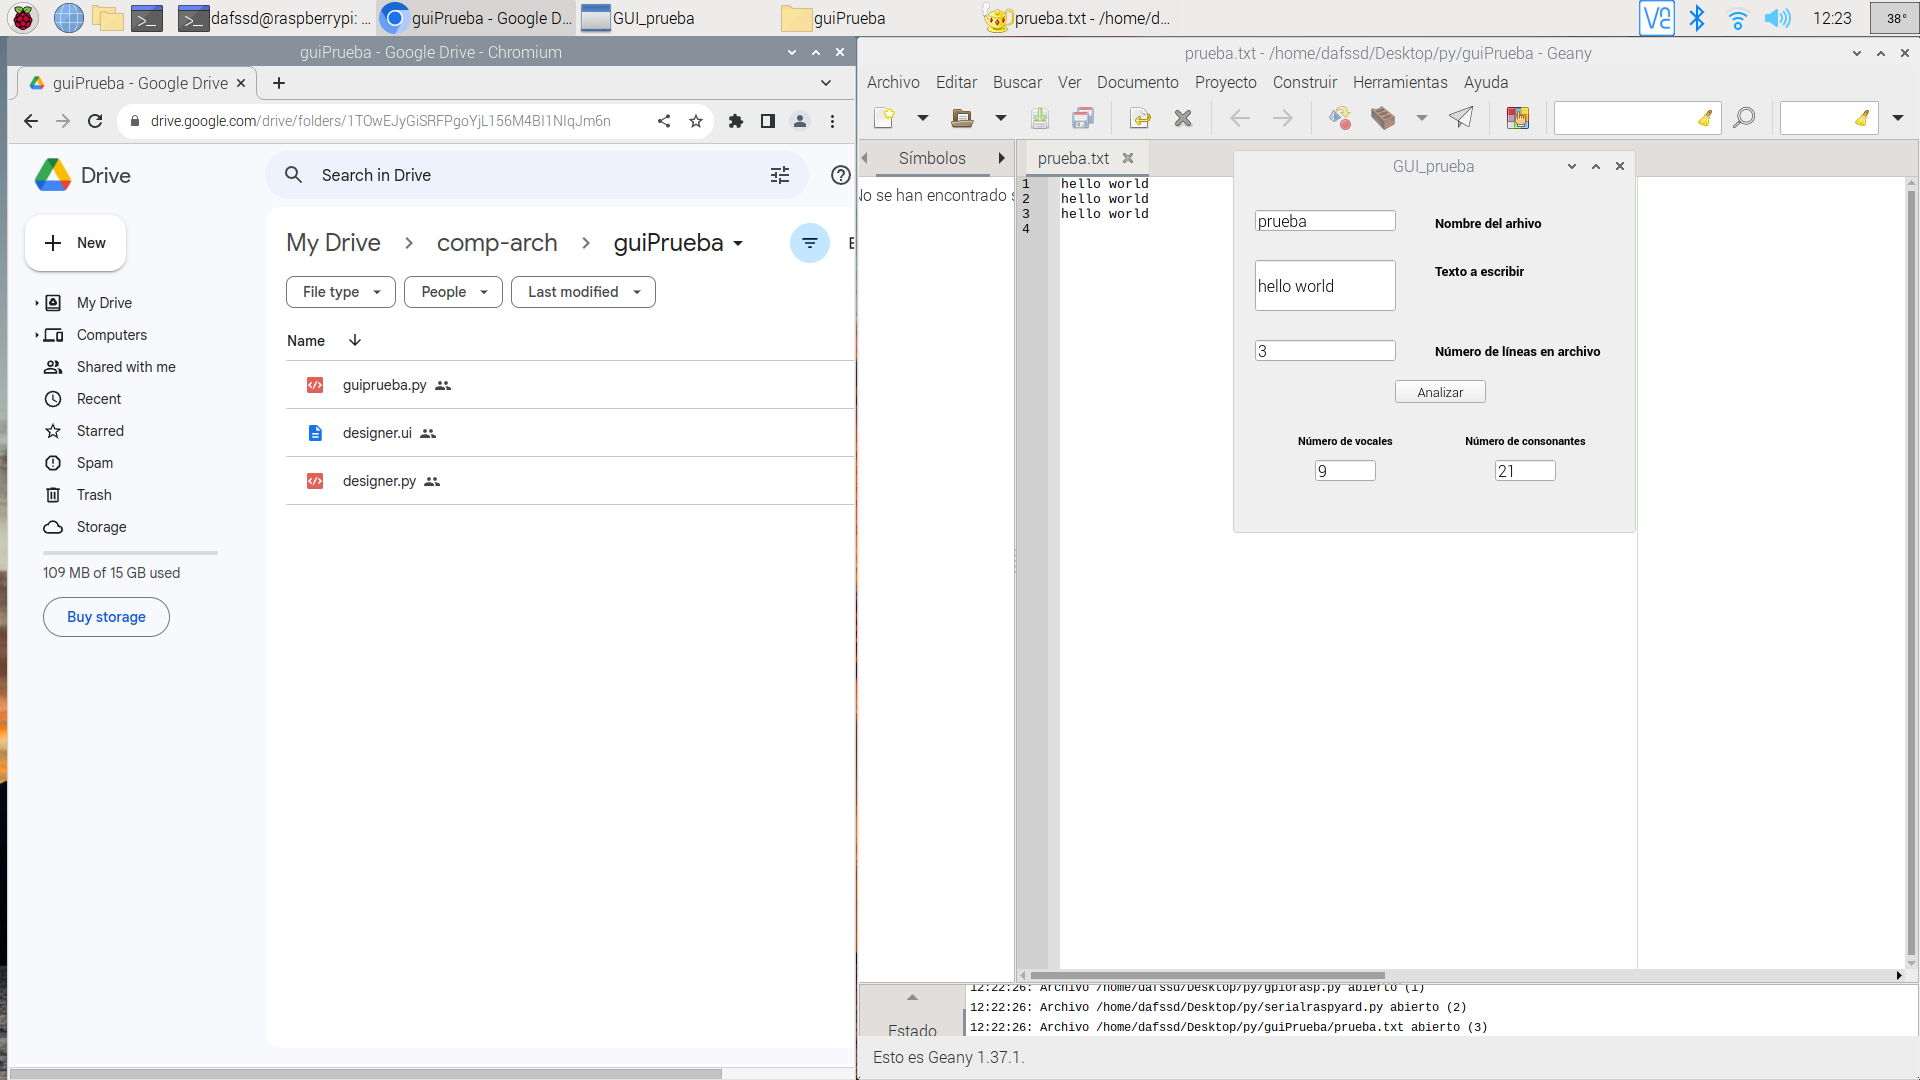 dafssd@raspberrypi: ...
guiPrueba - Google D...
GUI_prueba
guiPrueba
prueba.txt - /home/d...
12:23
38°
guiPrueba - Google Drive - Chromium
guiPrueba - Google Drive
drive.google.com/drive/folders/1TOwEJyGiSRFPgoYjL156M4BI1NIqJm6n
Drive
Search in Drive
New
My Drive
Computers
Shared with me
Recent
Starred
Spam
Trash
Storage
109 MB of 15 GB used
Buy storage
My Drive > comp-arch > guiPrueba
File type
People
Last modified
Name
guiprueba.py
designer.ui
designer.py
prueba.txt - /home/dafssd/Desktop/py/guiPrueba - Geany
Archivo Editar Buscar Ver Documento Proyecto Construir Herramientas Ayuda
Símbolos
No se han encontrado s
prueba.txt
1 hello world
2 hello world
3 hello world
4
GUI_prueba
prueba
Nombre del arhivo
hello world
Texto a escribir
3
Número de líneas en archivo
Analizar
Número de vocales
Número de consonantes
9
21
Estado
12:22:26: Archivo /home/dafssd/Desktop/py/gpiorasp.py abierto (1)
12:22:26: Archivo /home/dafssd/Desktop/py/serialraspyard.py abierto (2)
12:22:26: Archivo /home/dafssd/Desktop/py/guiPrueba/prueba.txt abierto (3)
Esto es Geany 1.37.1.